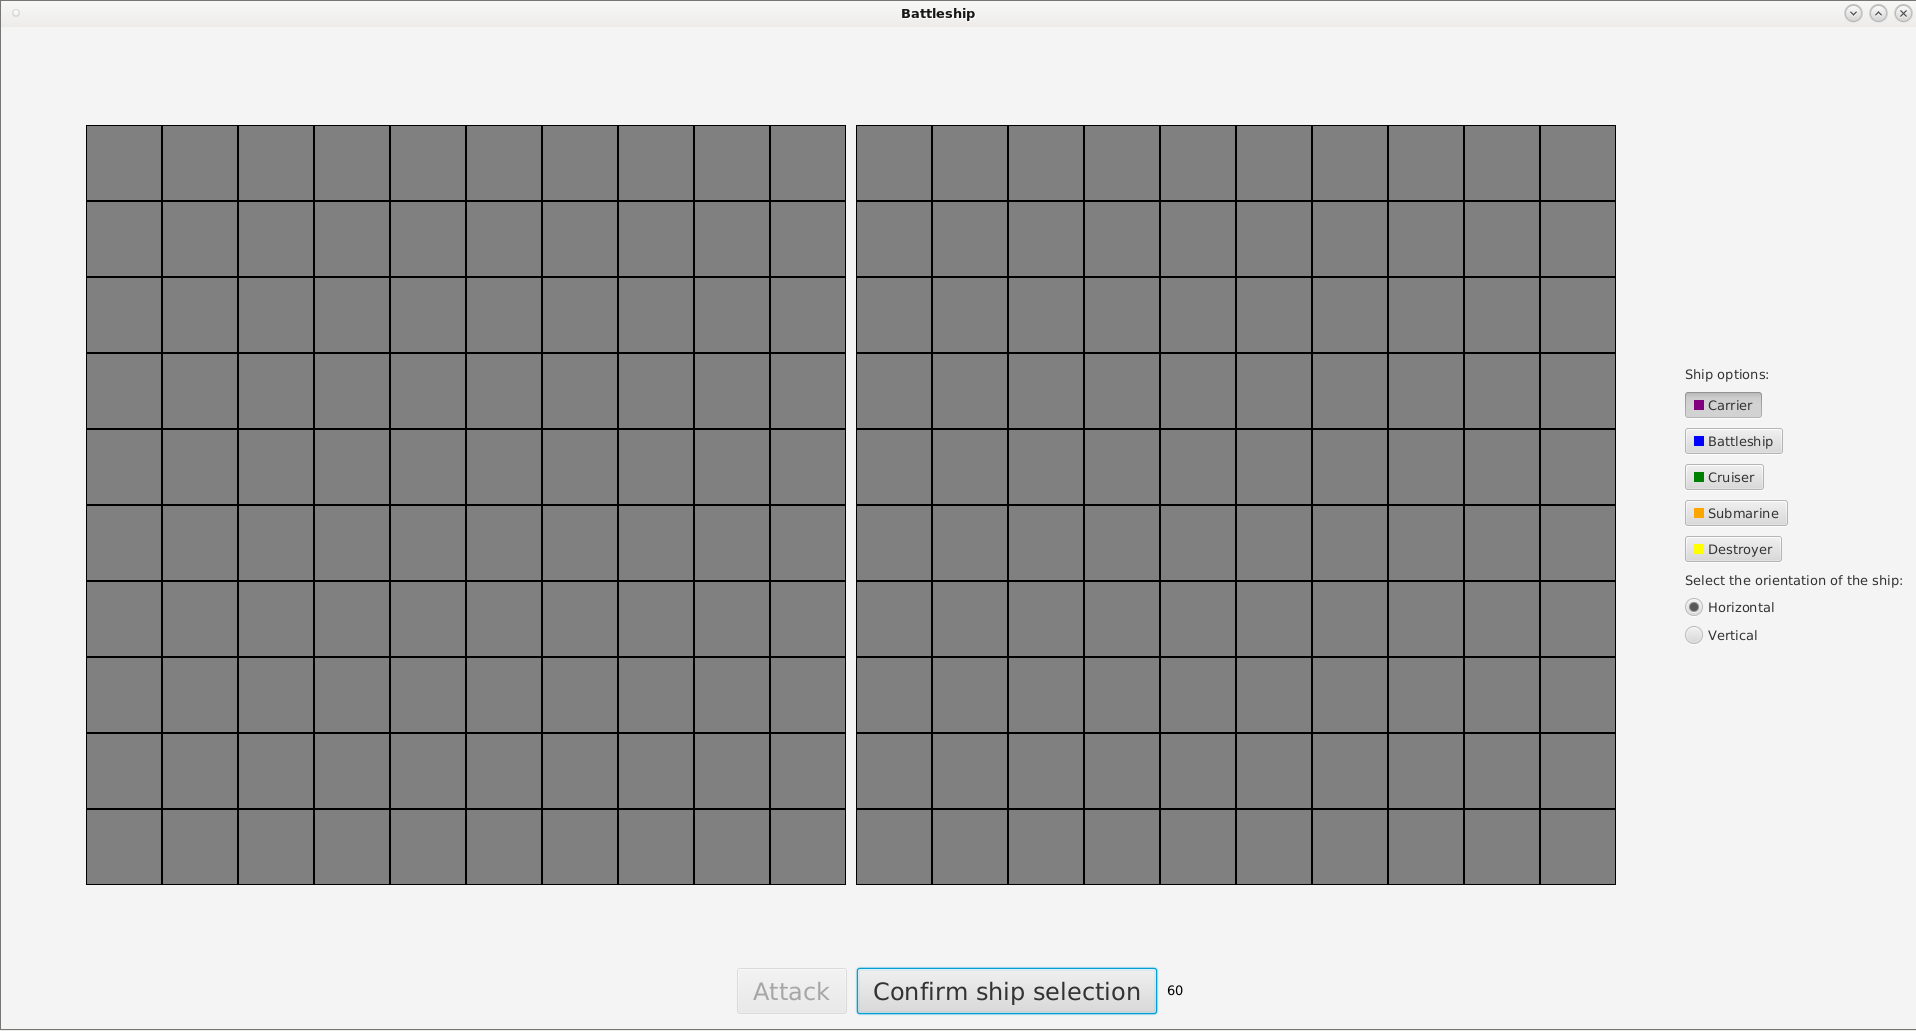 Battleship
Ship options:
Carrier
Battleship
Cruiser
Submarine
Destroyer
Select the orientation of the ship:
Horizontal
Vertical
Attack
Confirm ship selection
60